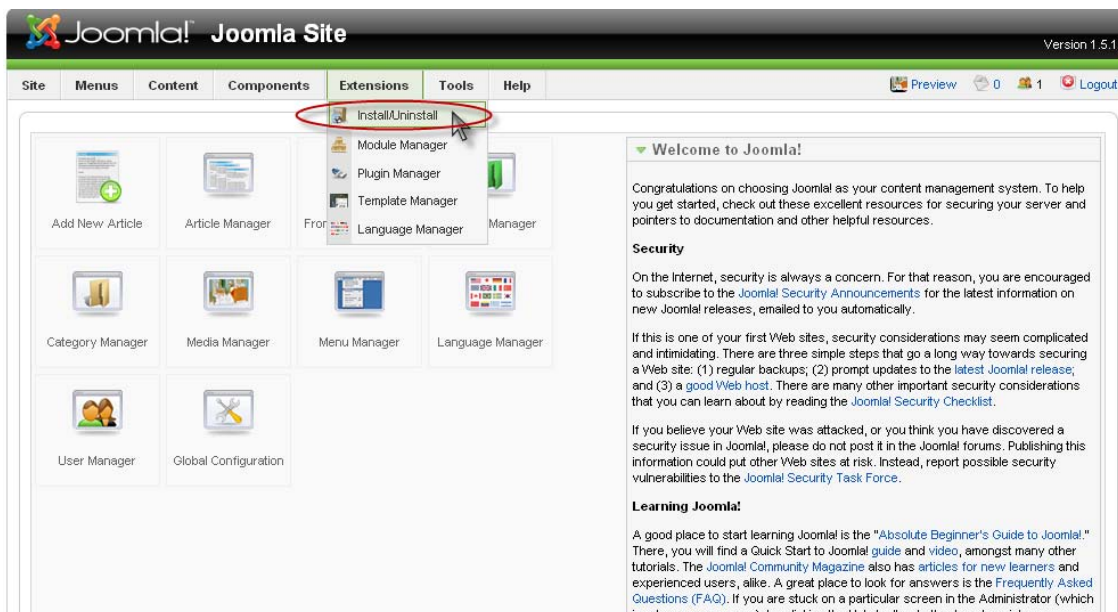 Joomla! Joomla Site
Version 1.5.1
Site Menus Content Components Extensions Tools Help Preview 0 1 Logout
Install/Uninstall
Module Manager
Plugin Manager
Template Manager
Language Manager
Add New Article
Article Manager
Fron
Manager
Category Manager
Media Manager
Menu Manager
Language Manager
User Manager
Global Configuration
Welcome to Joomla!
Congratulations on choosing Joomla! as your content management system. To help
you get started, check out these excellent resources for securing your server and
pointers to documentation and other helpful resources.
Security
On the Internet, security is always a concern. For that reason, you are encouraged
to subscribe to the Joomla! Security Announcements for the latest information on
new Joomla! releases, emailed to you automatically.
If this is one of your first Web sites, security considerations may seem complicated
and intimidating. There are three simple steps that go a long way towards securing
a Web site: (1) regular backups; (2) prompt updates to the latest Joomla! release;
and (3) a good Web host. There are many other important security considerations
that you can learn about by reading the Joomla! Security Checklist.
If you believe your Web site was attacked, or you think you have discovered a
security issue in Joomla!, please do not post it in the Joomla! forums. Publishing this
information could put other Web sites at risk. Instead, report possible security
vulnerabilities to the Joomla! Security Task Force.
Learning Joomla!
A good place to start learning Joomla! is the "Absolute Beginner's Guide to Joomla!."
There, you will find a Quick Start to Joomla! guide and video, amongst many other
tutorials. The Joomla! Community Magazine also has articles for new learners and
experienced users, alike. A great place to look for answers is the Frequently Asked
Questions (FAQ). If you are stuck on a particular screen in the Administrator (which